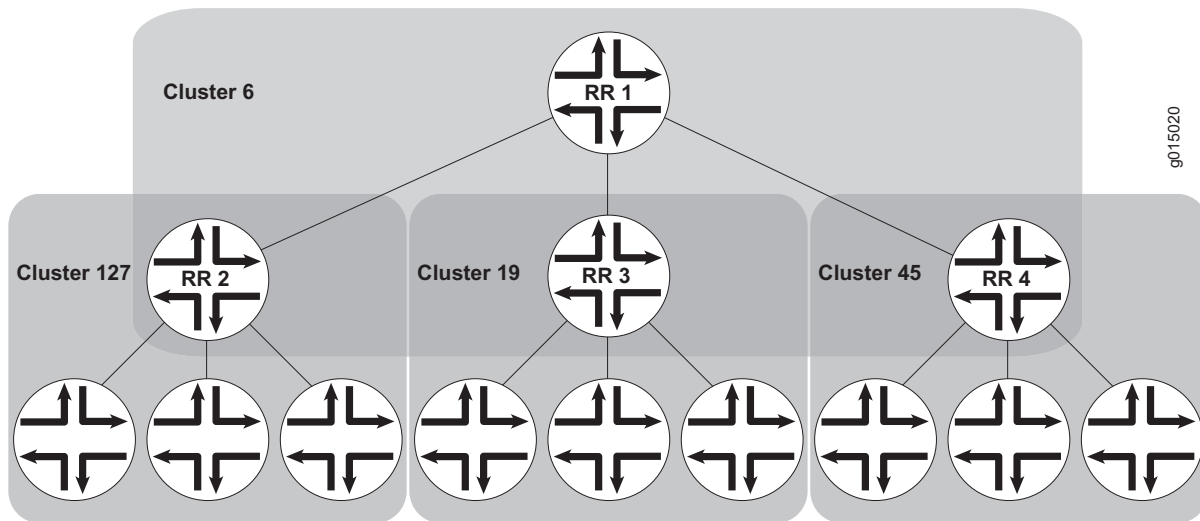 Cluster 6
RR 1
g015020
Cluster 127
RR 2
Cluster 19
RR 3
Cluster 45
RR 4